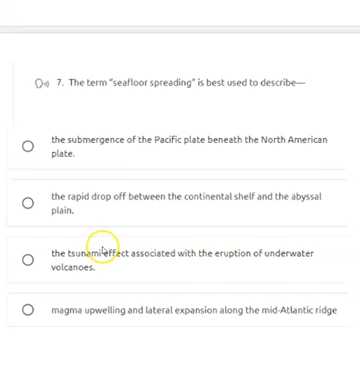 7. The term "seafloor spreading" is best used to describe—
the submergence of the Pacific plate beneath the North American
plate.
the rapid drop off between the continental shelf and the abyssal
plain.
the tsunami effect associated with the eruption of underwater
volcanoes.
magma upwelling and lateral expansion along the mid-Atlantic ridge